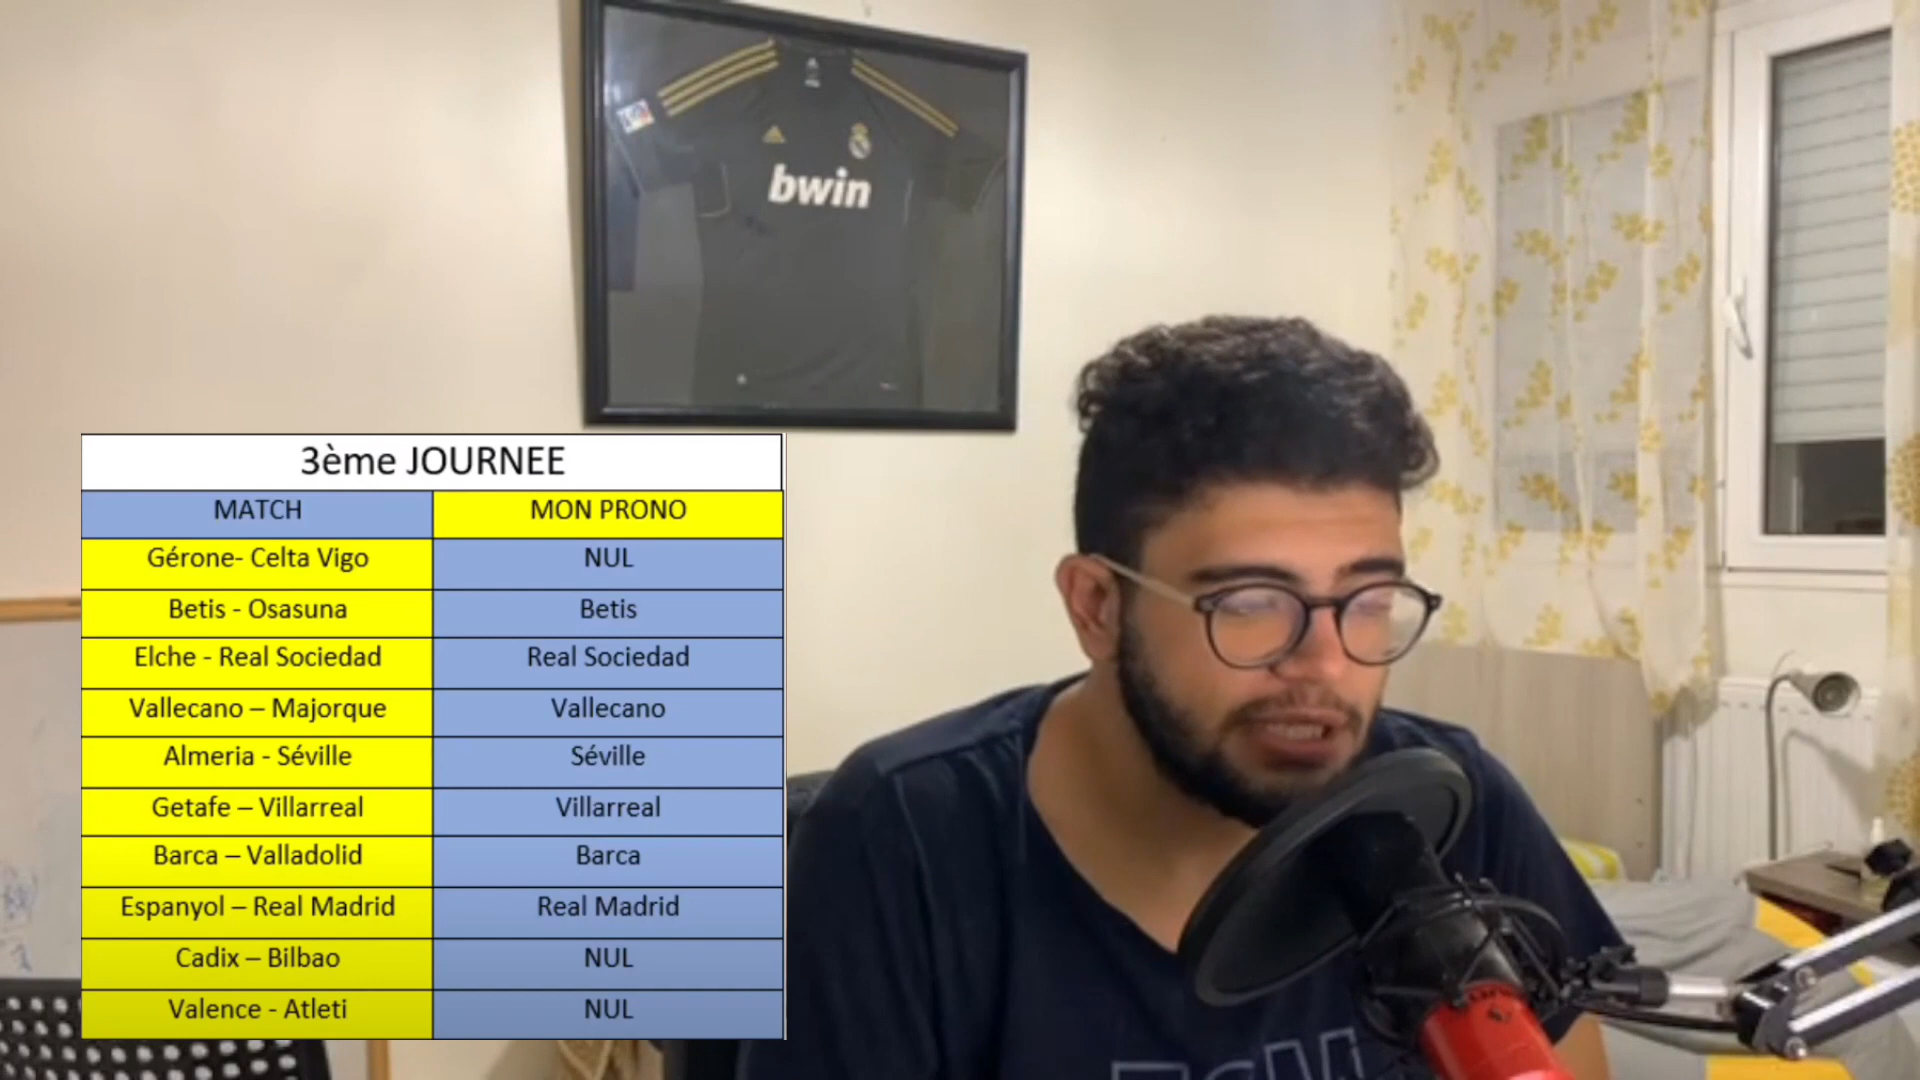 bwin
3ème JOURNEE
MATCH MON PRONO
Gérone- Celta Vigo NUL
Betis - Osasuna Betis
Elche - Real Sociedad Real Sociedad
Vallecano – Majorque Vallecano
Almeria - Séville Séville
Getafe – Villarreal Villarreal
Barca – Valladolid Barca
Espanyol – Real Madrid Real Madrid
Cadix – Bilbao NUL
Valence - Atleti NUL